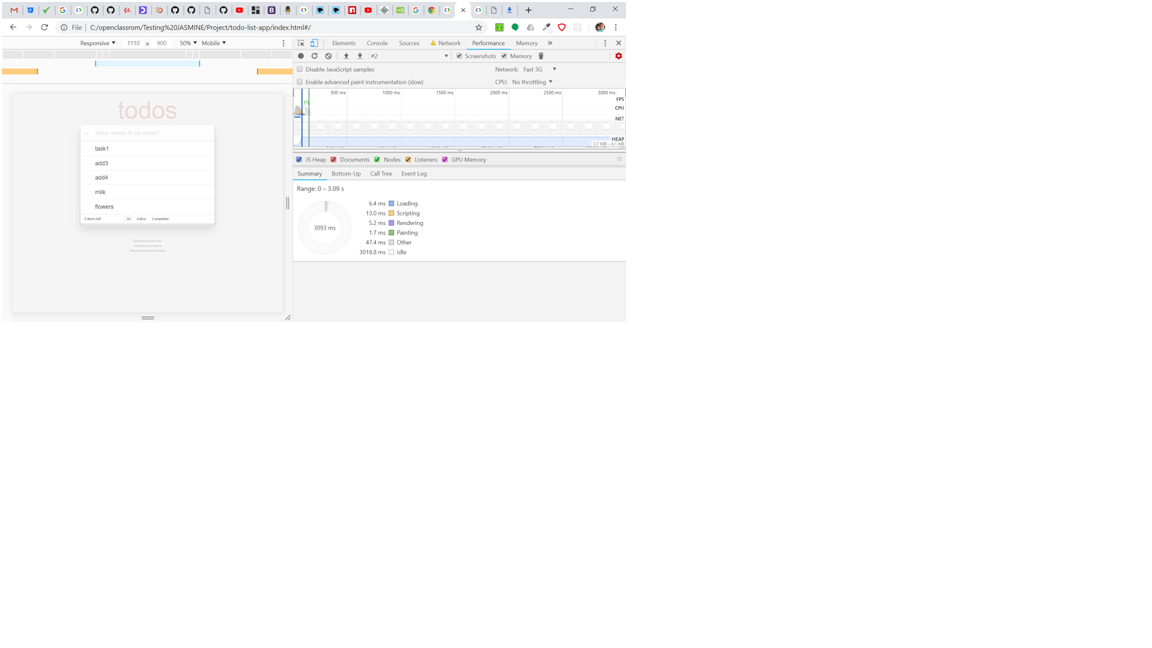 File | C:/openclassrom/Testing%20JASMINE/Project/todo-list-app/index.html#/
Responsive ▼ 1110 × 900 50% ▼ Mobile ▼
Elements Console Sources Network Performance Memory »
#2 Screenshots Memory
Disable JavaScript samples Network: Fast 3G ▼
Enable advanced paint instrumentation (slow) CPU: No throttling ▼
500 ms 1000 ms 1500 ms 2000 ms 2500 ms 3000 ms
FPS
CPU
NET
HEAP
3.7 MB – 4.1 MB
JS Heap Documents Nodes Listeners GPU Memory
Summary Bottom-Up Call Tree Event Log
Range: 0 – 3.09 s
3093 ms
6.4 ms Loading
13.0 ms Scripting
5.2 ms Rendering
1.7 ms Painting
47.4 ms Other
3018.8 ms Idle
todos
What needs to be done?
task1
add3
add4
milk
flowers
5 items left All Active Completed